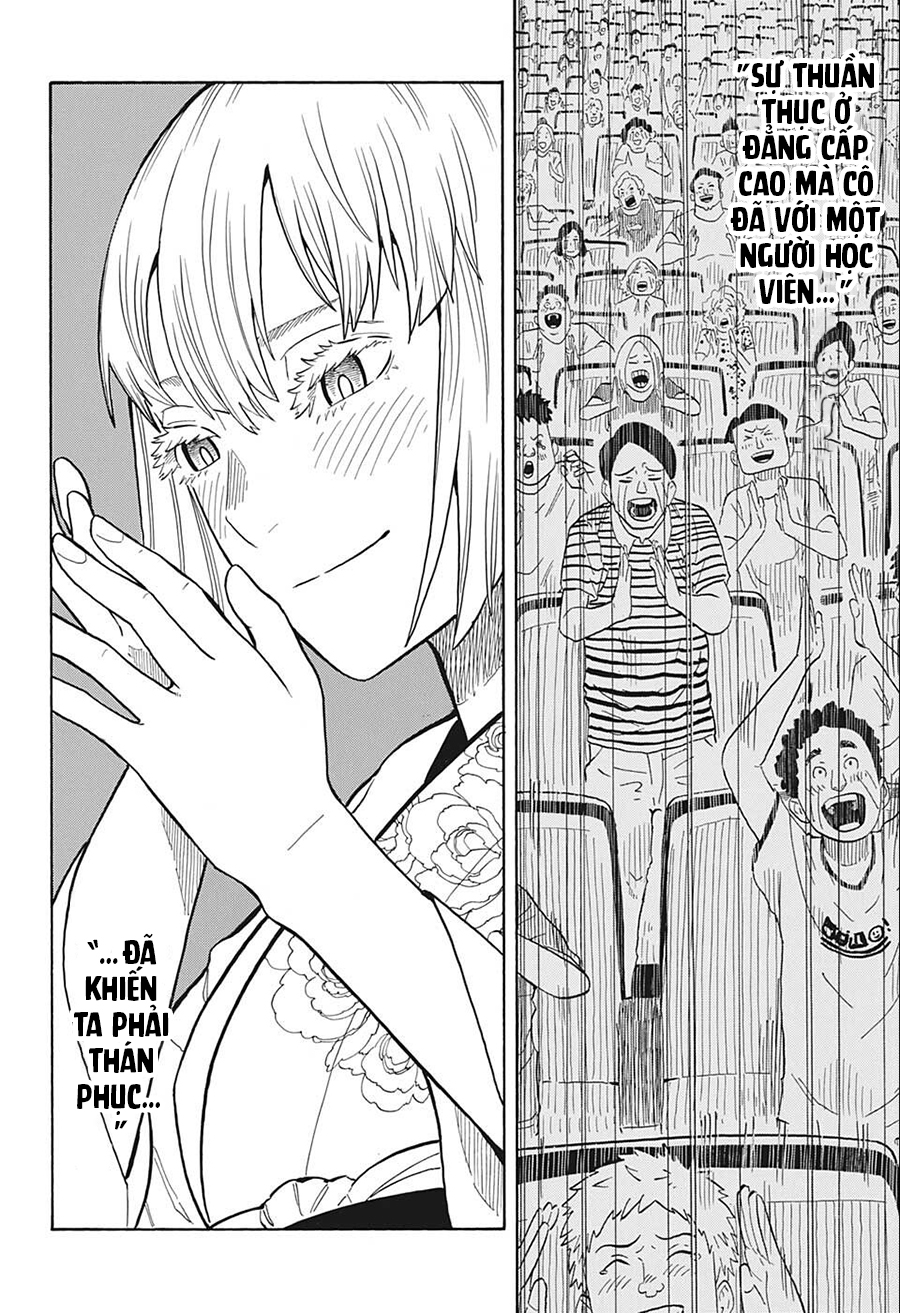 "SỰ THUẦN
THỤC Ở
ĐẲNG CẤP
CAO MÀ CÔ
ĐÃ VỚI MỘT
NGƯỜI HỌC
VIÊN..."
"...ĐÃ
KHIẾN
TA PHẢI
THÁN
PHỤC...
"